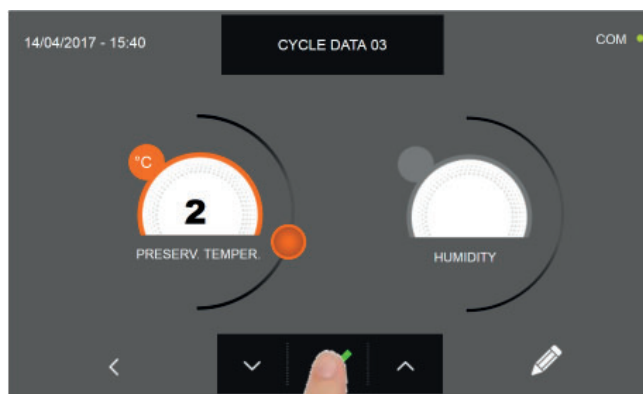 14/04/2017 - 15:40
CYCLE DATA 03
COM
°C
2
PRESERV. TEMPER.
HUMIDITY